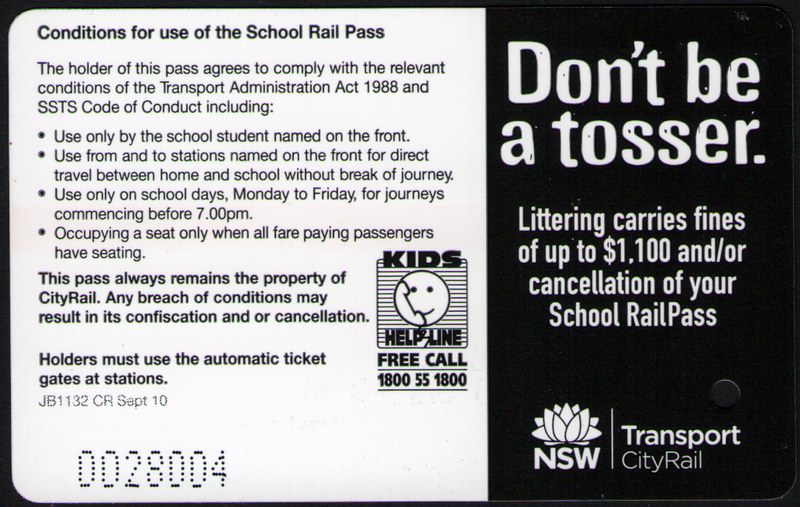 Conditions for use of the School Rail Pass
The holder of this pass agrees to comply with the relevant
conditions of the Transport Administration Act 1988 and
SSTS Code of Conduct including:
• Use only by the school student named on the front.
• Use from and to stations named on the front for direct
travel between home and school without break of journey.
• Use only on school days, Monday to Friday, for journeys
commencing before 7.00pm.
• Occupying a seat only when all fare paying passengers
have seating.
This pass always remains the property of
CityRail. Any breach of conditions may
result in its confiscation and or cancellation.
Holders must use the automatic ticket
gates at stations.
JB1132 CR Sept 10
0028004
KIDS
HELP LINE
FREE CALL
1800 55 1800
Don't be
a tosser.
Littering carries fines
of up to $1,100 and/or
cancellation of your
School RailPass
NSW
Transport
CityRail